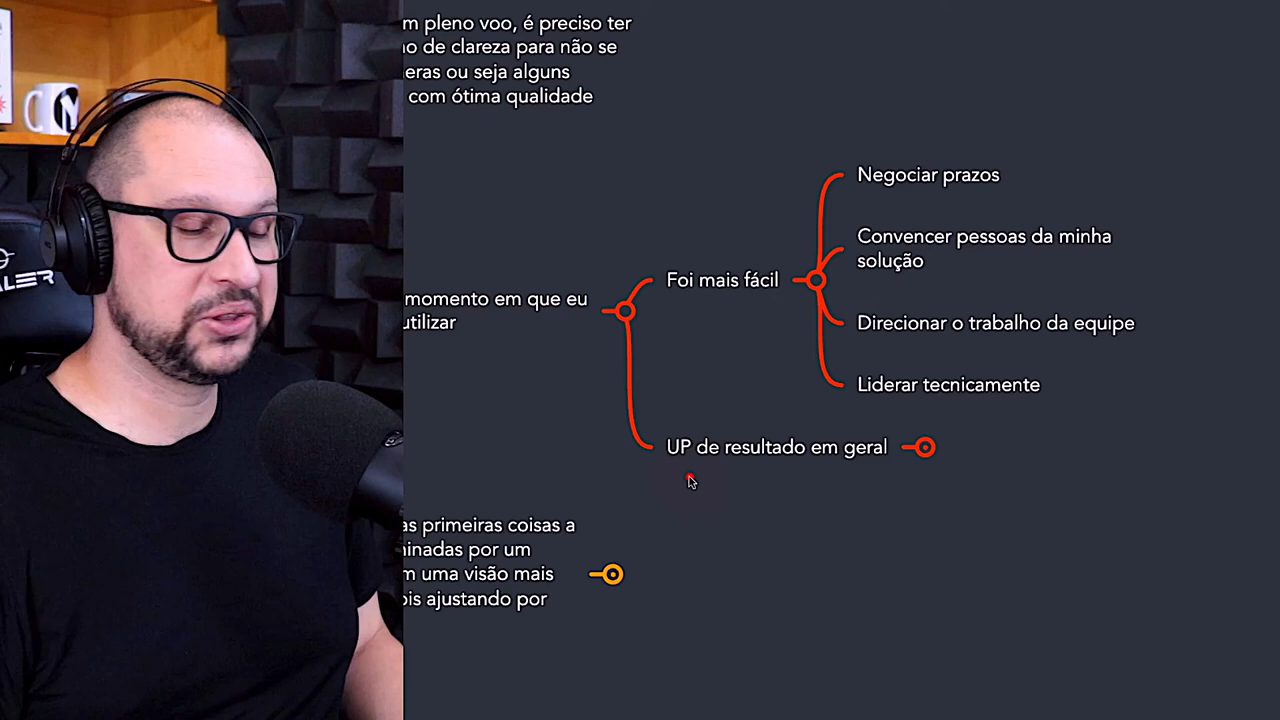 m pleno voo, é preciso ter
o de clareza para não se
eras ou seja alguns
com ótima qualidade
Negociar prazos
Convencer pessoas da minha
solução
Foi mais fácil
momento em que eu
utilizar
Direcionar o trabalho da equipe
Liderar tecnicamente
UP de resultado em geral
as primeiras coisas a
inadas por um
m uma visão mais
is ajustando por